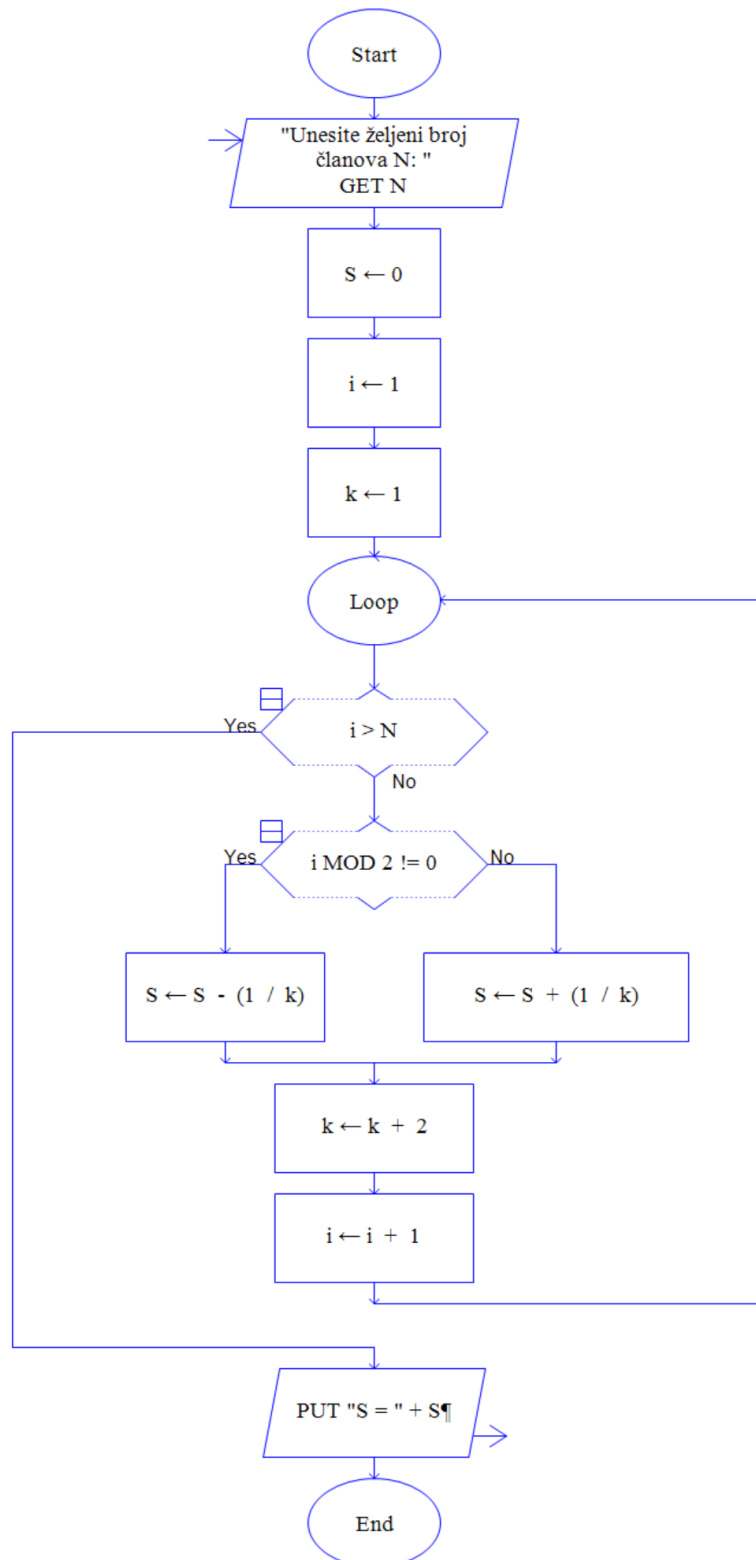 Start
"Unesite željeni broj
članova N: "
GET N
S ← 0
i ← 1
k ← 1
Loop
Yes
i > N
No
Yes
i MOD 2 != 0
No
S ← S - (1 / k)
S ← S + (1 / k)
k ← k + 2
i ← i + 1
PUT "S = " + S¶
End